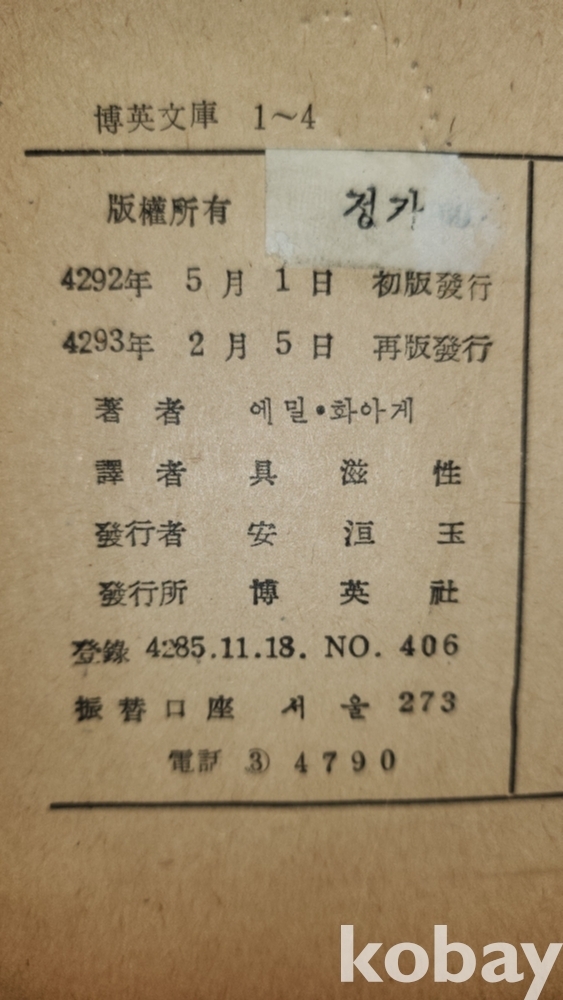 博英文庫 1~4
版權所有 정가
4292年 5月 1日 初版發行
4293年 2月 5日 再版發行
著者 에밀•화아게
譯者 具滋性
發行者 安洹玉
發行所 博英社
登錄 4285.11.18. NO. 406
振替口座 서울 273
電話 ③ 4790
kobay